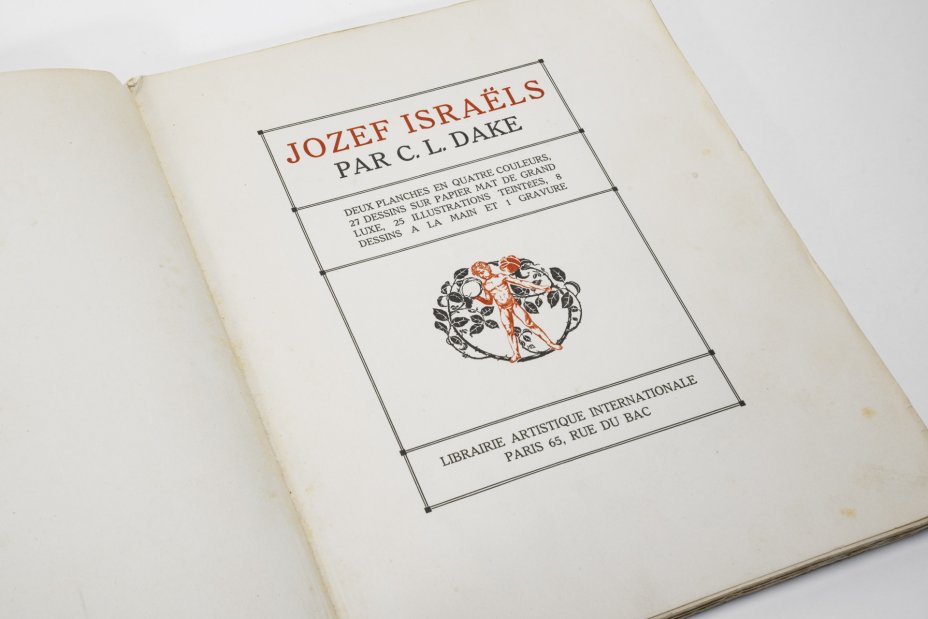 JOZEF ISRAËLS
PAR C. L. DAKE
DEUX PLANCHES EN QUATRE COULEURS,
27 DESSINS SUR PAPIER MAT DE GRAND
LUXE, 25 ILLUSTRATIONS TEINTéES, 8
DESSINS A LA MAIN ET 1 GRAVURE
LIBRAIRIE ARTISTIQUE INTERNATIONALE
PARIS 65, RUE DU BAC